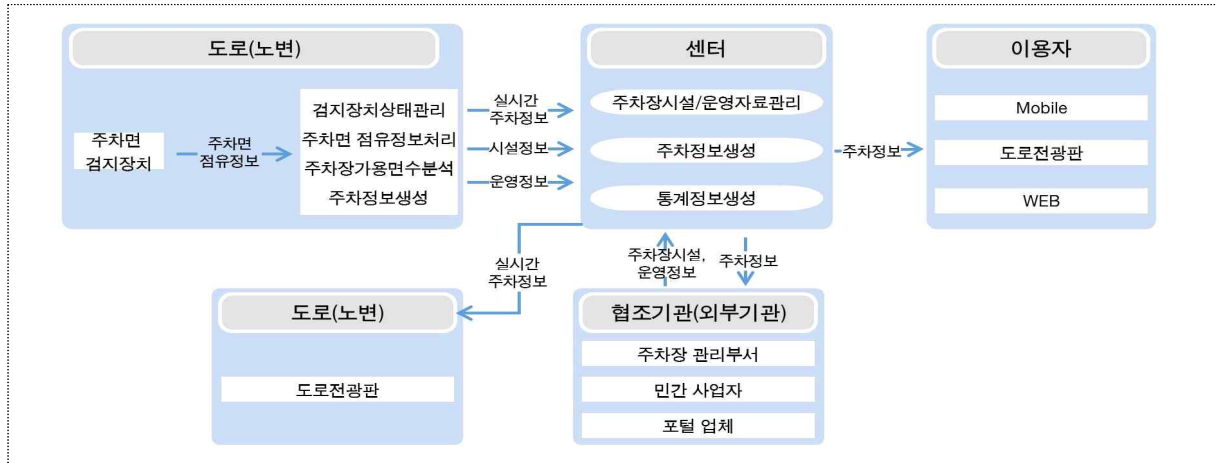 도로(노변)
주차면
검지장치
주차면
점유정보
검지장치상태관리
주차면 점유정보처리
주차장가용면수분석
주차정보생성
실시간
주차정보
시설정보
운영정보
센터
주차장시설/운영자료관리
주차정보생성
통계정보생성
주차정보
이용자
Mobile
도로전광판
WEB
실시간
주차정보
주차장시설,
운영정보
주차정보
도로(노변)
도로전광판
협조기관(외부기관)
주차장 관리부서
민간 사업자
포털 업체